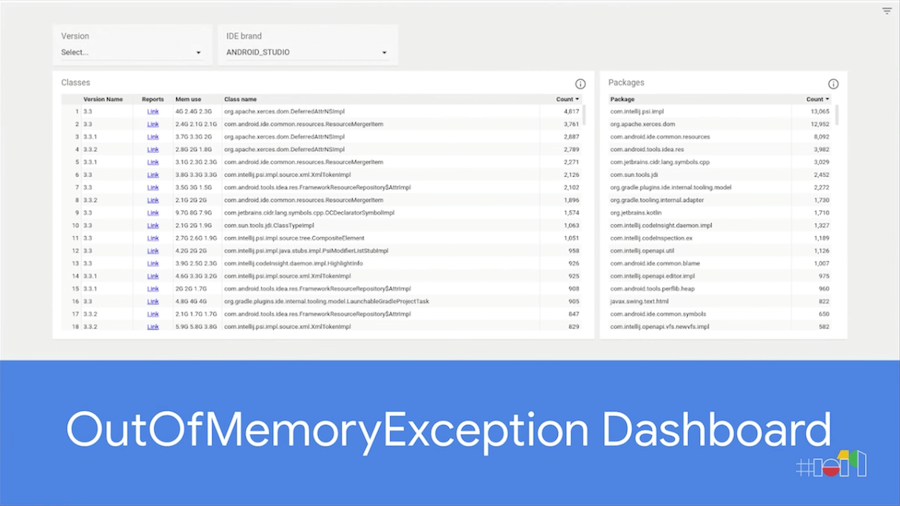 Version
Select...
IDE brand
ANDROID_STUDIO
Classes
Version Name Reports Mem use Class name Count
1 3.3 Link 4G 2.4G 2.3G org.apache.xerces.dom.DeferredAttrNSImpl 4,817
2 3.3 Link 2.4G 2.1G 2.1G com.android.ide.common.resources.ResourceMergerItem 3,761
3 3.3.1 Link 3.7G 3.3G 2G org.apache.xerces.dom.DeferredAttrNSImpl 2,887
4 3.3.2 Link 2.8G 2G 1.8G org.apache.xerces.dom.DeferredAttrNSImpl 2,789
5 3.3.1 Link 3.1G 2.3G 2.3G com.android.ide.common.resources.ResourceMergerItem 2,271
6 3.3 Link 3.8G 3.3G 3.3G com.intellij.psi.impl.source.xml.XmlTokenImpl 2,126
7 3.3 Link 3.5G 3G 1.5G com.android.tools.idea.res.FrameworkResourceRepository$AttrImpl 2,102
8 3.3.2 Link 2.1G 2G 2G com.android.ide.common.resources.ResourceMergerItem 1,896
9 3.3 Link 9.7G 8G 7.9G com.jetbrains.cidr.lang.symbols.cpp.OCDeclaratorSymbolImpl 1,574
10 3.3 Link 2.1G 2G 1.9G com.sun.tools.jdi.ClassTypeImpl 1,063
11 3.3 Link 2.7G 2.6G 1.9G com.intellij.psi.impl.source.tree.CompositeElement 1,051
12 3.3.1 Link 4.2G 2G 2G com.intellij.psi.impl.java.stubs.impl.PsiModifierListStubImpl 958
13 3.3 Link 3.9G 2.5G 2.3G com.intellij.codeInsight.daemon.impl.HighlightInfo 926
14 3.3.1 Link 4.6G 3.3G 3.2G com.intellij.psi.impl.source.xml.XmlTokenImpl 925
15 3.3.1 Link 2G 2G 1.7G com.android.tools.idea.res.FrameworkResourceRepository$AttrImpl 908
16 3.3 Link 4.8G 4G 4G org.gradle.plugins.ide.internal.tooling.model.LaunchableGradleProjectTask 905
17 3.3.2 Link 2.1G 1.7G 1.7G com.android.tools.idea.res.FrameworkResourceRepository$AttrImpl 847
18 3.3.2 Link 5.9G 5.8G 3.8G com.intellij.psi.impl.source.xml.XmlTokenImpl 829
Packages
Package Count
com.intellij.psi.impl 13,065
org.apache.xerces.dom 12,952
com.android.ide.common.resources 8,092
com.android.tools.idea.res 3,982
com.jetbrains.cidr.lang.symbols.cpp 3,029
com.sun.tools.jdi 2,452
org.gradle.plugins.ide.internal.tooling.model 2,272
org.gradle.tooling.internal.adapter 1,730
org.jetbrains.kotlin 1,710
com.intellij.codeInsight.daemon.impl 1,327
com.intellij.codeInspection.ex 1,189
com.intellij.openapi.util 1,126
com.android.ide.common.blame 1,007
com.intellij.openapi.editor.impl 975
com.android.tools.perflib.heap 960
javax.swing.text.html 822
com.android.ide.common.symbols 650
com.intellij.openapi.vfs.newvfs.impl 582
OutOfMemoryException Dashboard